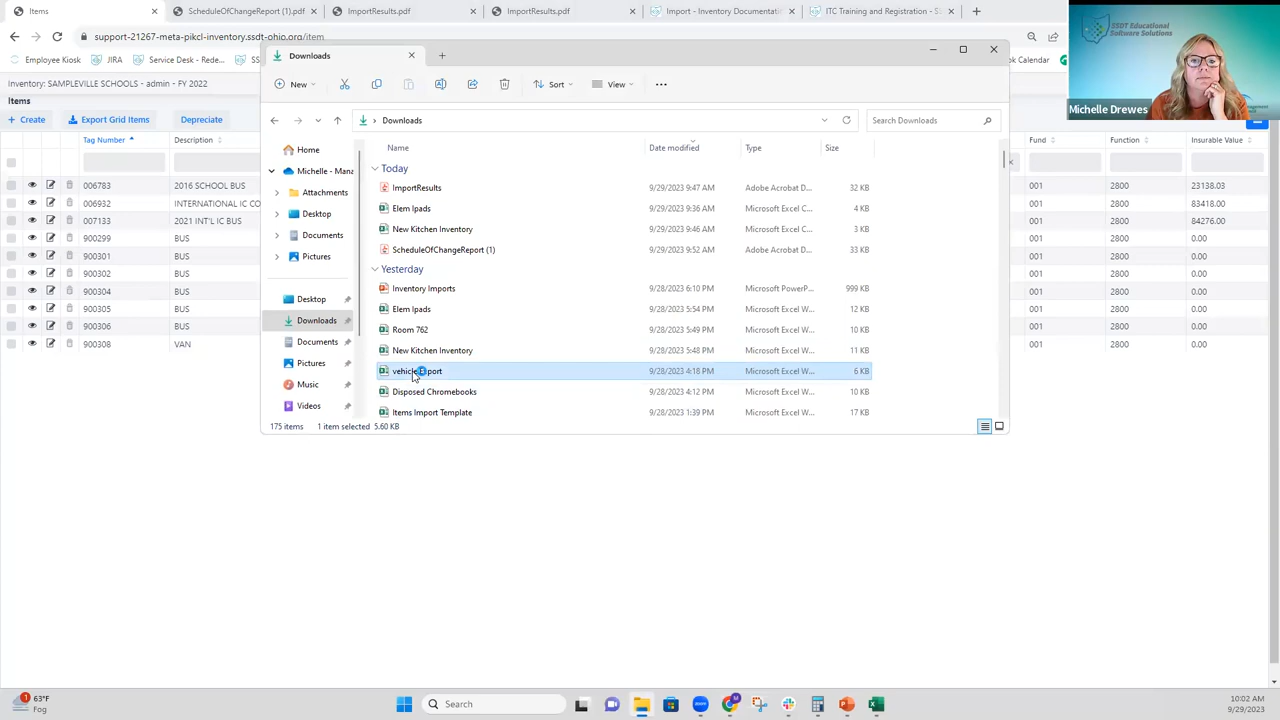 Items
ScheduleOfChangeReport (1).pdf
ImportResults.pdf
ImportResults.pdf
Import - Inventory Documentati
ITC Training and Registration - S
support-21267-meta-pikcl-inventory.ssdt-ohio.org/item
Employee Kiosk
JIRA
Service Desk - Rede...
Calendar
SSDT Educational
Software Solutions
Michelle Drewes
Inventory: SAMPLEVILLE SCHOOLS - admin - FY 2022
Items
Create
Export Grid Items
Depreciate
Tag Number
Description
Fund
Function
Insurable Value
006783
2016 SCHOOL BUS
001
2800
23138.03
006932
INTERNATIONAL IC CO
001
2800
83418.00
007133
2021 INT'L IC BUS
001
2800
84276.00
900299
BUS
001
2800
0.00
900301
BUS
001
2800
0.00
900302
BUS
001
2800
0.00
900304
BUS
001
2800
0.00
900305
BUS
001
2800
0.00
900306
BUS
001
2800
0.00
900308
VAN
001
2800
0.00
Downloads
New
Sort
View
Downloads
Search Downloads
Home
Michelle - Mana
Attachments
Desktop
Documents
Pictures
Desktop
Downloads
Documents
Pictures
Music
Videos
Name
Date modified
Type
Size
Today
ImportResults
9/29/2023 9:47 AM
Adobe Acrobat D...
32 KB
Elem Ipads
9/29/2023 9:36 AM
Microsoft Excel C...
4 KB
New Kitchen Inventory
9/29/2023 9:46 AM
Microsoft Excel C...
3 KB
ScheduleOfChangeReport (1)
9/29/2023 9:52 AM
Adobe Acrobat D...
33 KB
Yesterday
Inventory Imports
9/28/2023 6:10 PM
Microsoft PowerP...
999 KB
Elem Ipads
9/28/2023 5:54 PM
Microsoft Excel W...
12 KB
Room 762
9/28/2023 5:49 PM
Microsoft Excel W...
10 KB
New Kitchen Inventory
9/28/2023 5:48 PM
Microsoft Excel W...
11 KB
9/28/2023 4:18 PM
Microsoft Excel W...
6 KB
Disposed Chromebooks
9/28/2023 4:12 PM
Microsoft Excel W...
10 KB
Items Import Template
9/28/2023 1:39 PM
Microsoft Excel W...
17 KB
175 items
1 item selected
5.60 KB
1
63°F
Fog
Search
10:02 AM
9/29/2023